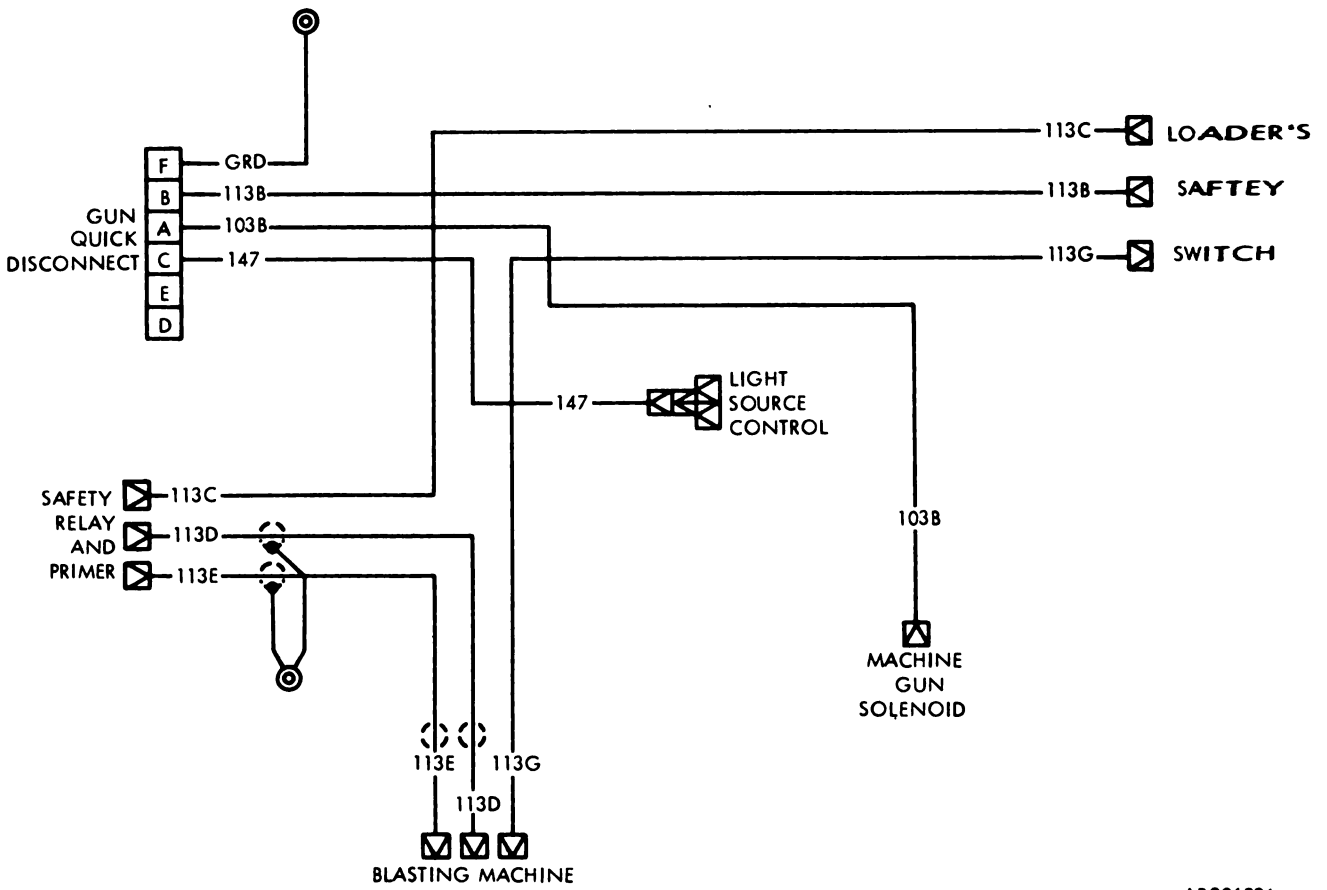 113C
LOADER'S
F
GRD
B
113B
113B
SAFTEY
GUN
QUICK
DISCONNECT
A
103B
C
147
113G
SWITCH
E
D
147
LIGHT
SOURCE
CONTROL
SAFETY
RELAY
AND
PRIMER
113C
113D
113E
103B
MACHINE
GUN
SOLENOID
113E
113G
113D
BLASTING MACHINE